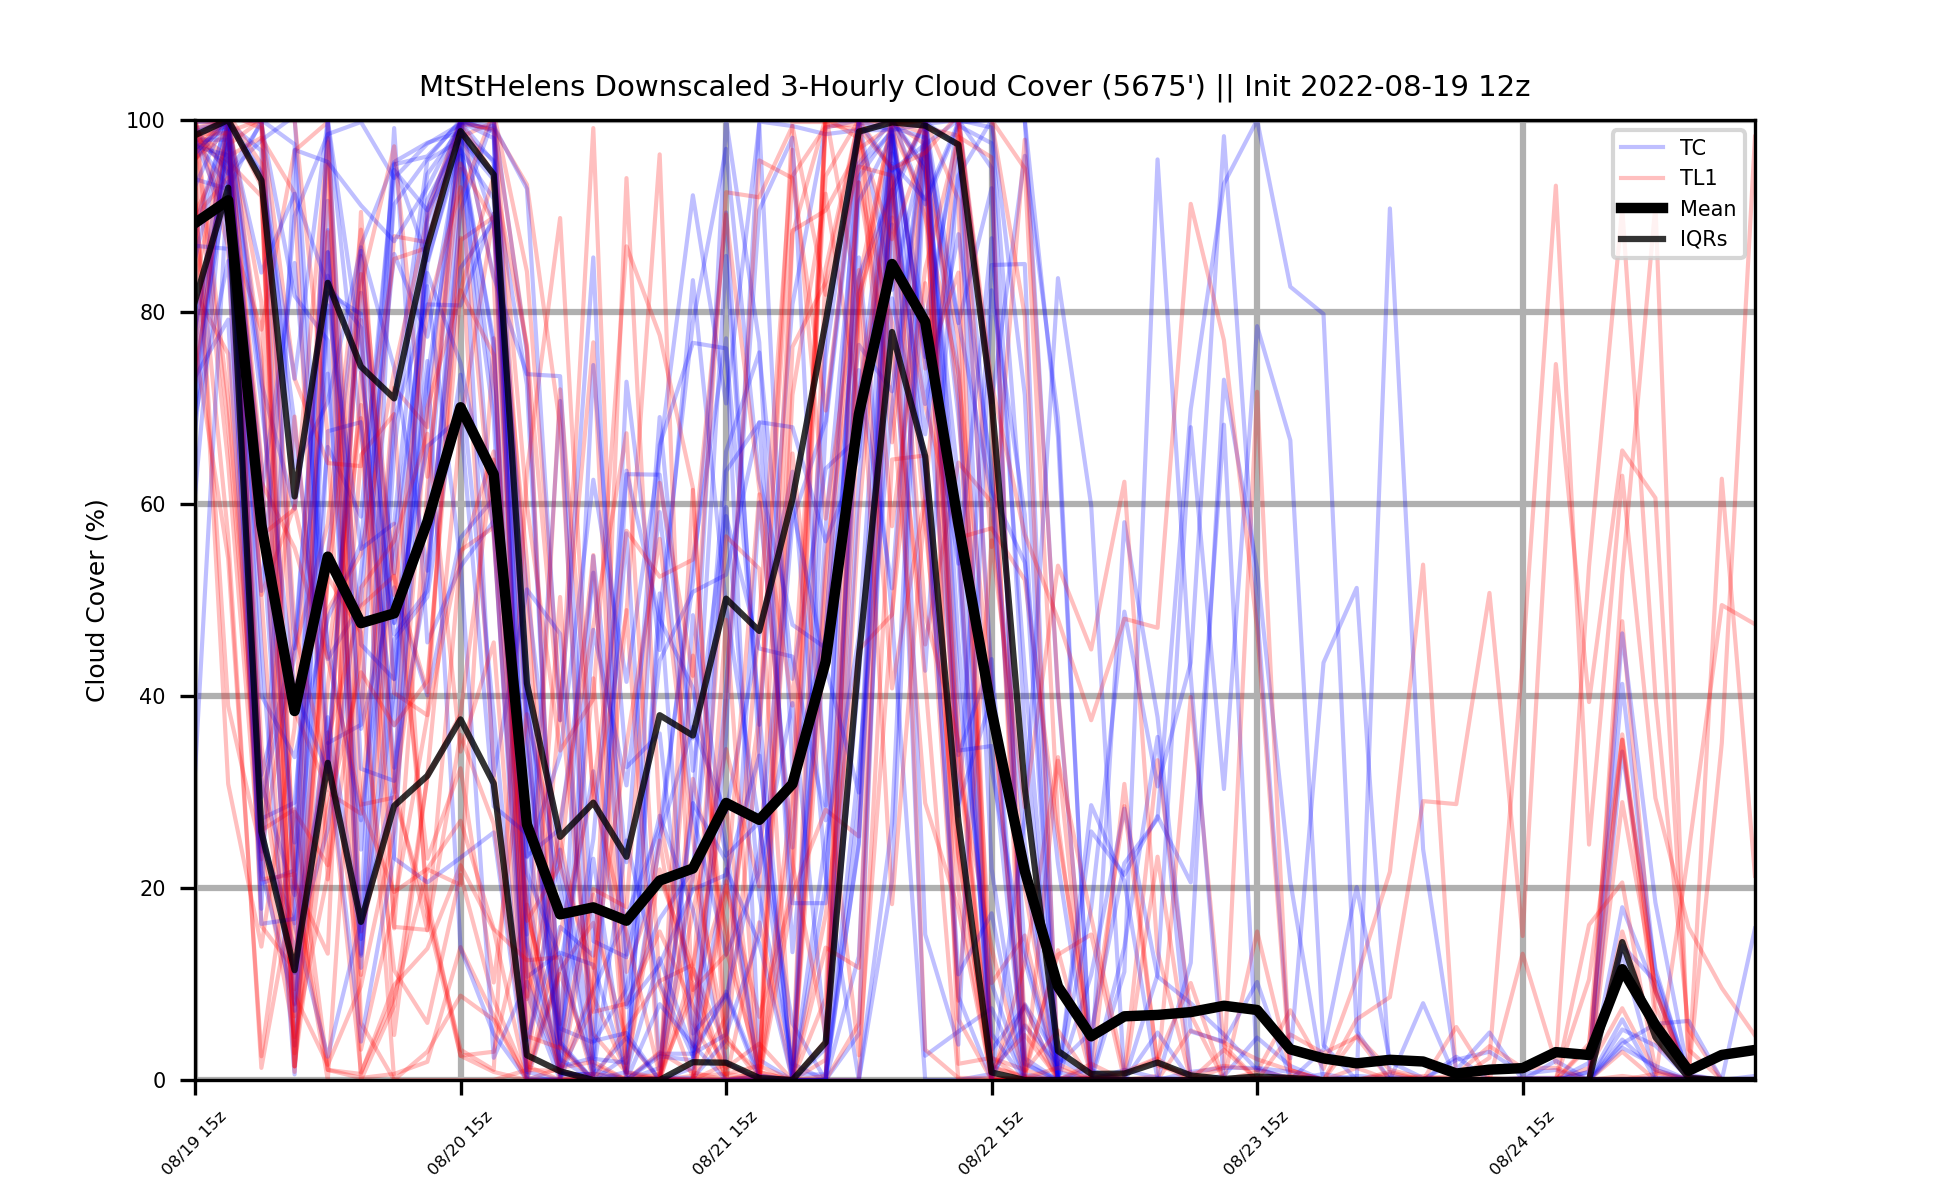 MtStHelens Downscaled 3-Hourly Cloud Cover (5675') || Init 2022-08-19 12z
TC
TL1
Mean
IQRs
Cloud Cover (%)
100
80
60
40
20
0
08/19 15z
08/20 15z
08/21 15z
08/22 15z
08/23 15z
08/24 15z